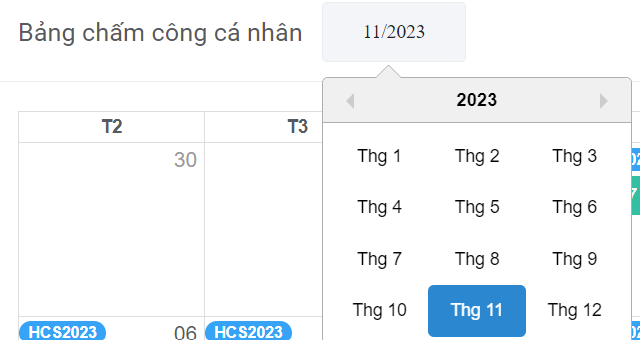 Bảng chấm công cá nhân
11/2023
2023
T2
T3
30
Thg 1 Thg 2 Thg 3
Thg 4 Thg 5 Thg 6
Thg 7 Thg 8 Thg 9
Thg 10 Thg 11 Thg 12
HCS2023 06 HCS2023